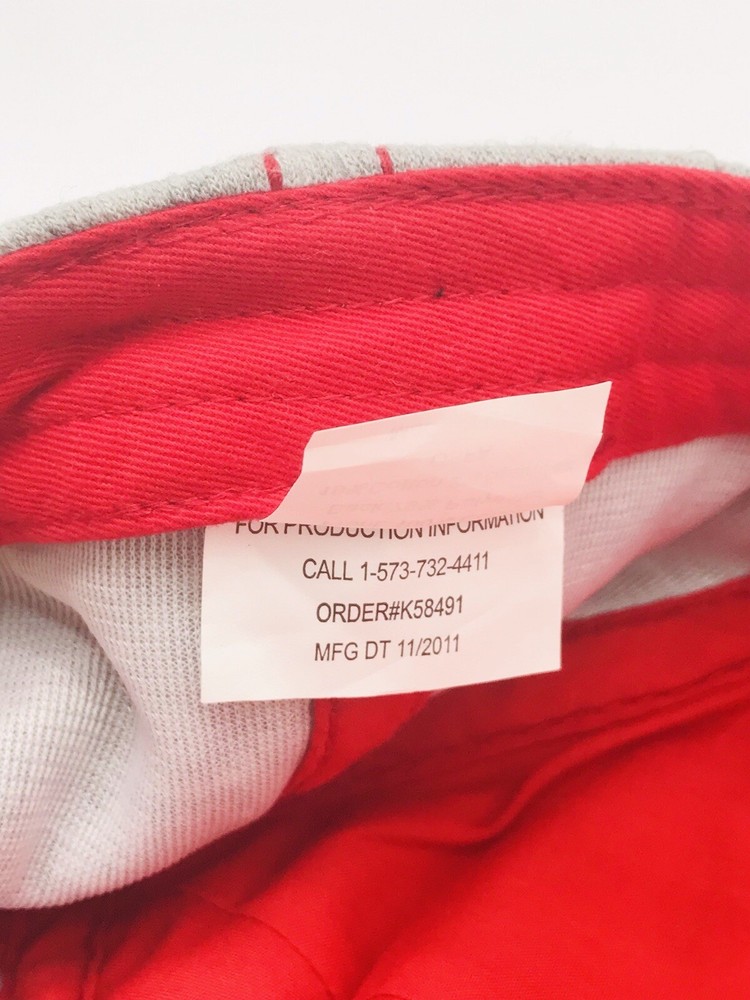 FOR PRODUCTION INFORMATION
CALL 1-573-732-4411
ORDER#K58491
MFG DT 11/2011